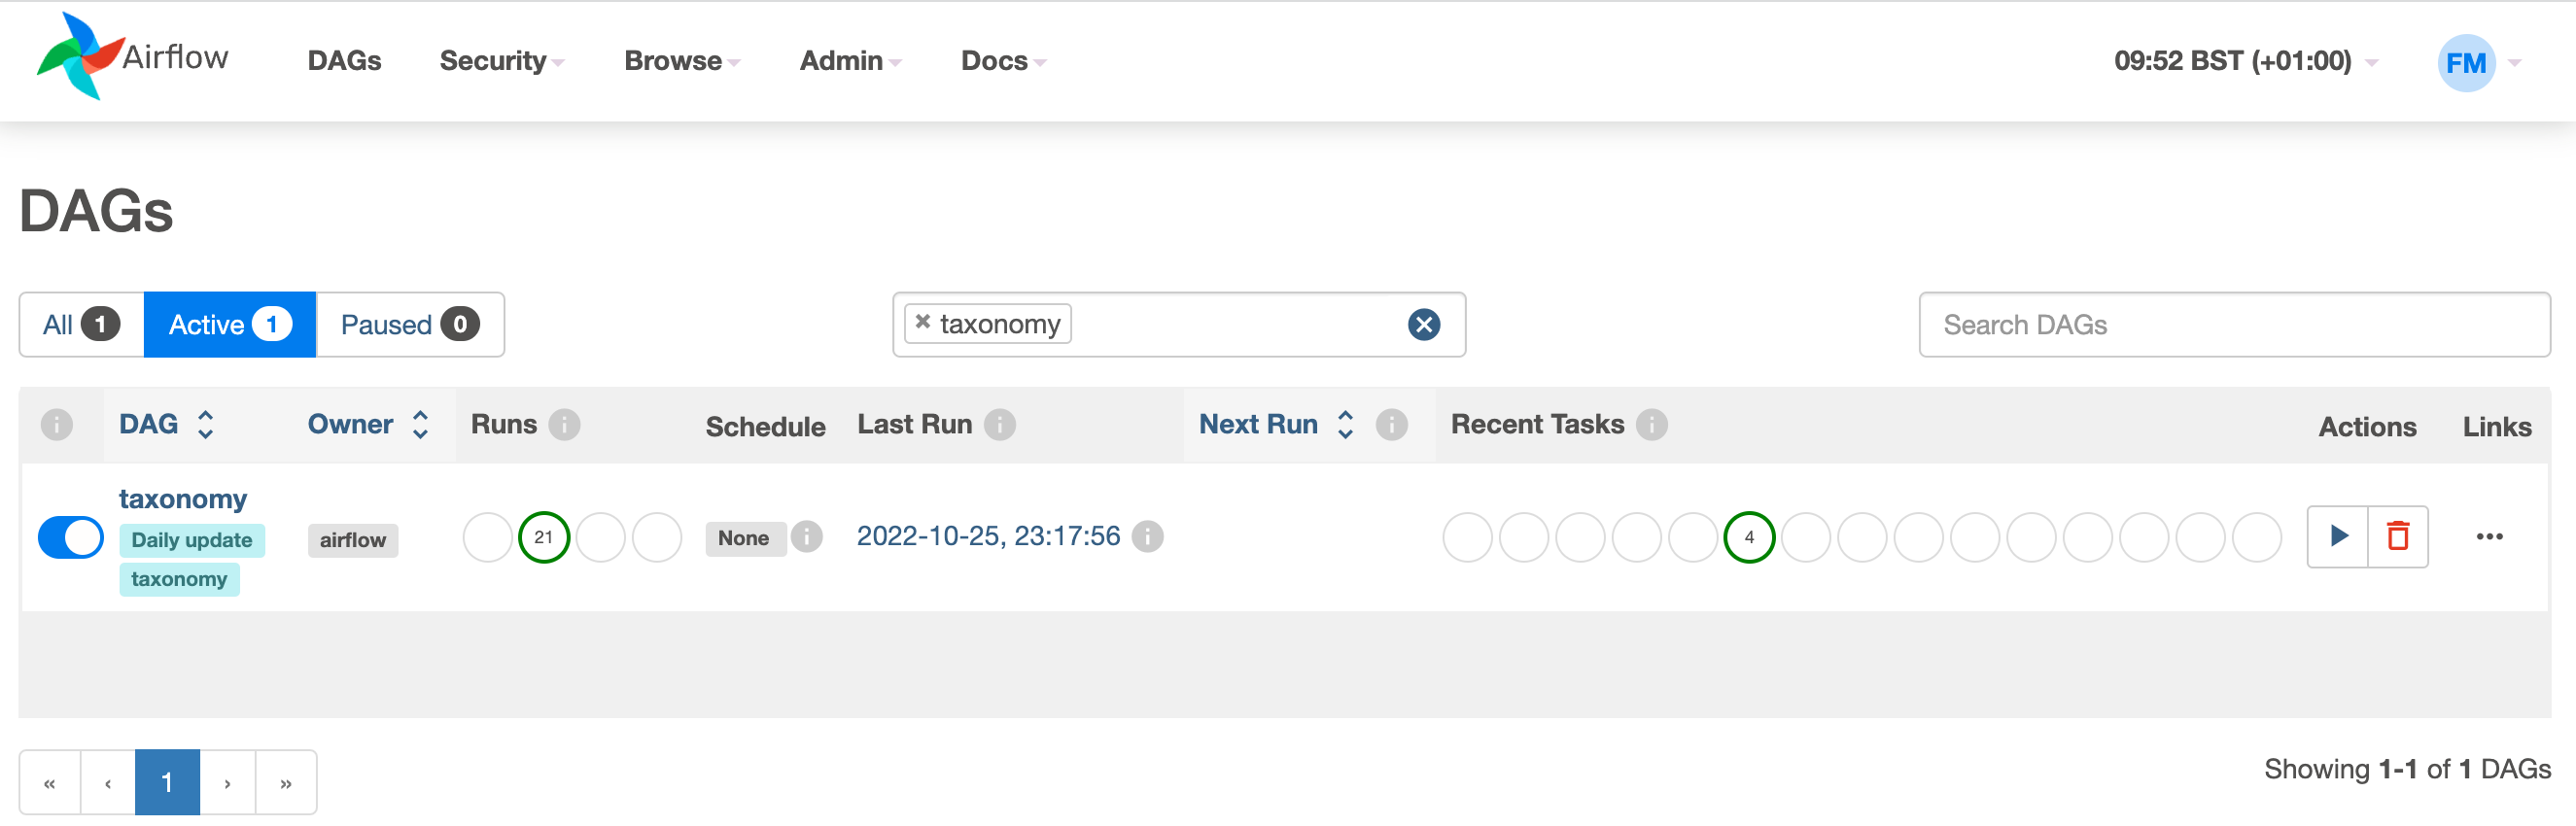 Airflow DAGs Security Browse Admin Docs 09:52 BST (+01:00) FM
DAGs
All 1 Active 1 Paused 0 × taxonomy Search DAGs
DAG Owner Runs Schedule Last Run Next Run Recent Tasks Actions Links
taxonomy
Daily update airflow 21 None 2022-10-25, 23:17:56 4 ...
taxonomy
« ‹ 1 › »
Showing 1-1 of 1 DAGs